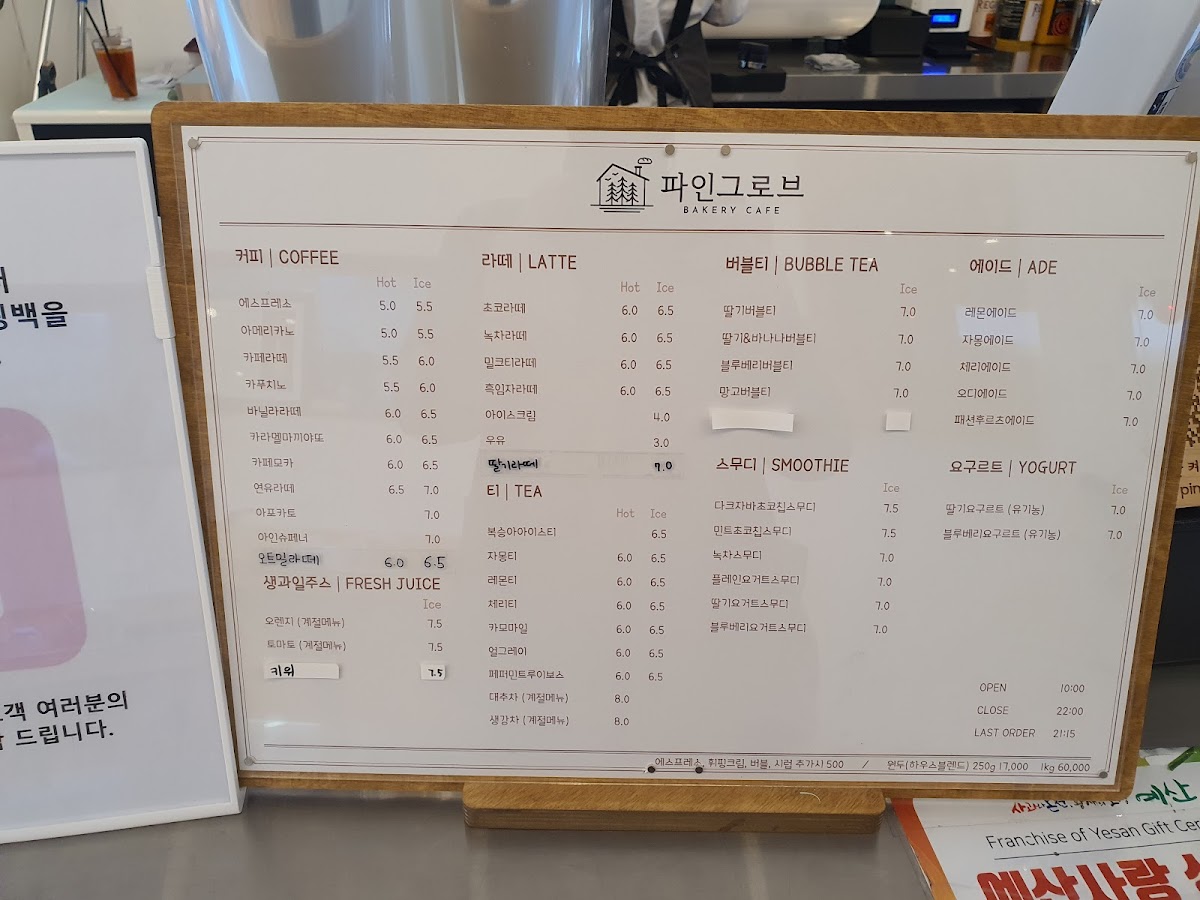 파인그로브
BAKERY CAFE
커피 | COFFEE
Hot Ice
에스프레소 5.0 5.5
아메리카노 5.0 5.5
카페라떼 5.5 6.0
카푸치노 5.5 6.0
바닐라라떼 6.0 6.5
카라멜마끼야또 6.0 6.5
카페모카 6.0 6.5
연유라떼 6.5 7.0
아포카토 7.0
아인슈페너 7.0
오트밀라떼 6.0 6.5
생과일주스 | FRESH JUICE
Ice
오렌지 (계절메뉴) 7.5
토마토 (계절메뉴) 7.5
키위 7.5
라떼 | LATTE
Hot Ice
초코라떼 6.0 6.5
녹차라떼 6.0 6.5
밀크티라떼 6.0 6.5
흑임자라떼 6.0 6.5
아이스크림 4.0
우유 3.0
딸기라떼 7.0
티 | TEA
Hot Ice
복숭아아이스티 6.5
자몽티 6.0 6.5
레몬티 6.0 6.5
체리티 6.0 6.5
카모마일 6.0 6.5
얼그레이 6.0 6.5
페퍼민트루이보스 6.0 6.5
대추차 (계절메뉴) 8.0
생강차 (계절메뉴) 8.0
버블티 | BUBBLE TEA
Ice
딸기버블티 7.0
딸기&바나나버블티 7.0
블루베리버블티 7.0
망고버블티 7.0
스무디 | SMOOTHIE
Ice
다크자바초코칩스무디 7.5
민트초코칩스무디 7.5
녹차스무디 7.0
플레인요거트스무디 7.0
딸기요거트스무디 7.0
블루베리요거트스무디 7.0
에이드 | ADE
Ice
레몬에이드 7.0
자몽에이드 7.0
체리에이드 7.0
오디에이드 7.0
패션후르츠에이드 7.0
요구르트 | YOGURT
Ice
딸기요구르트 (유기농) 7.0
블루베리요구르트 (유기농) 7.0
OPEN 10:00
CLOSE 22:00
LAST ORDER 21:15
에스프레소, 휘핑크림, 버블, 시럽 추가시 500 / 원두(하우스블렌드) 250g 17,000 1kg 60,000
여러분의
드립니다.
예산
Franchise of Yesan Gift Cer
예산사랑